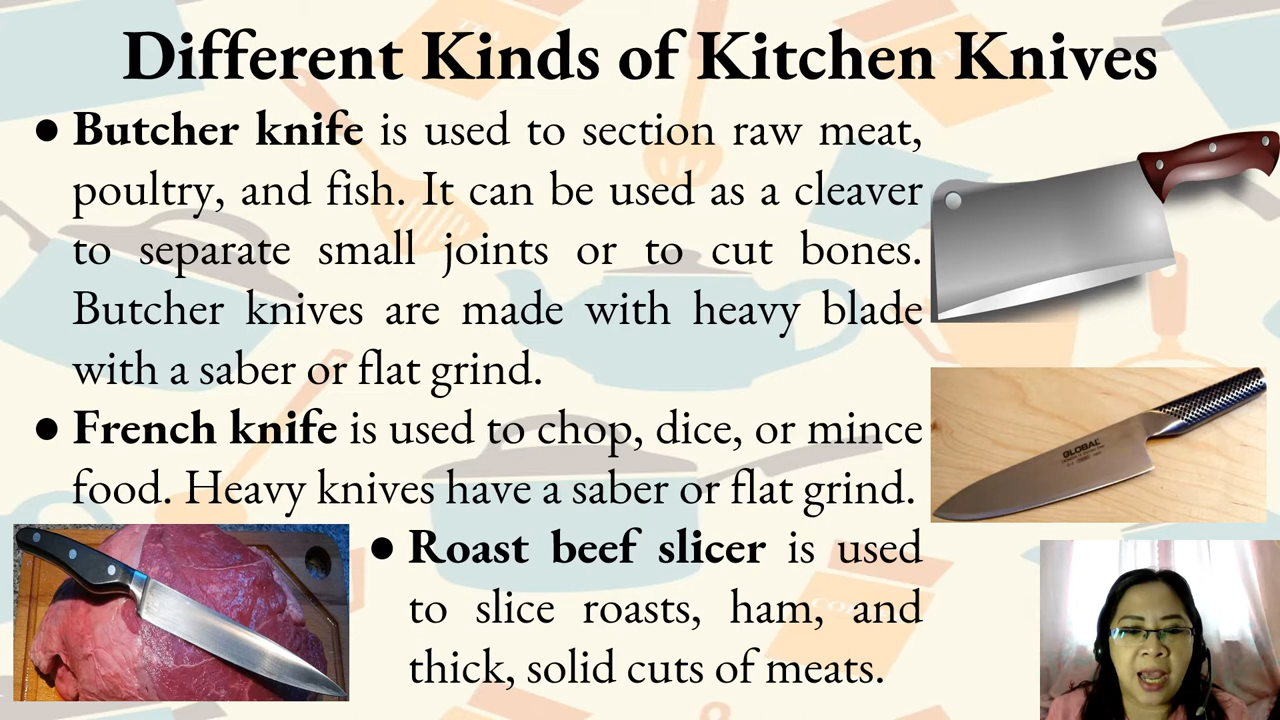 Different Kinds of Kitchen Knives
● Butcher knife is used to section raw meat,
poultry, and fish. It can be used as a cleaver
to separate small joints or to cut bones.
Butcher knives are made with heavy blade
with a saber or flat grind.
● French knife is used to chop, dice, or mince
food. Heavy knives have a saber or flat grind.
● Roast beef slicer is used
to slice roasts, ham, and
thick, solid cuts of meats.
GLOBAL